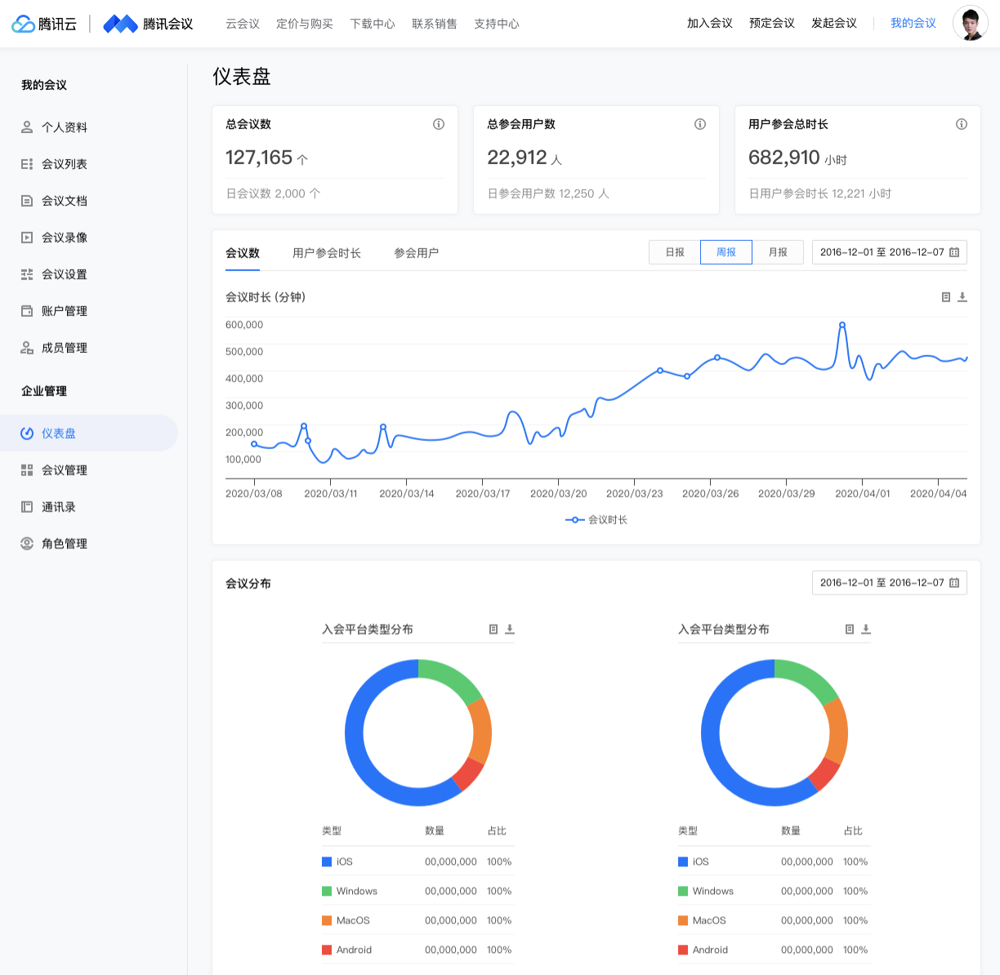 腾讯云 腾讯会议 云会议 定价与购买 下载中心 联系销售 支持中心 加入会议 预定会议 发起会议 我的会议
我的会议
个人资料
会议列表
会议文档
会议录像
会议设置
账户管理
成员管理
企业管理
仪表盘
会议管理
通讯录
角色管理
仪表盘
总会议数
127,165 个
日会议数 2,000 个
总参会用户数
22,912 人
日参会用户数 12,250 人
用户参会总时长
682,910 小时
日用户参会时长 12,221 小时
会议数 用户参会时长 参会用户 日报 周报 月报 2016-12-01 至 2016-12-07
会议时长 (分钟)
600,000
500,000
400,000
300,000
200,000
100,000
2020/03/08 2020/03/11 2020/03/14 2020/03/17 2020/03/20 2020/03/23 2020/03/26 2020/03/29 2020/04/01 2020/04/04
会议时长
会议分布 2016-12-01 至 2016-12-07
入会平台类型分布
类型 数量 占比
iOS 00,000,000 100%
Windows 00,000,000 100%
MacOS 00,000,000 100%
Android 00,000,000 100%
入会平台类型分布
类型 数量 占比
iOS 00,000,000 100%
Windows 00,000,000 100%
MacOS 00,000,000 100%
Android 00,000,000 100%